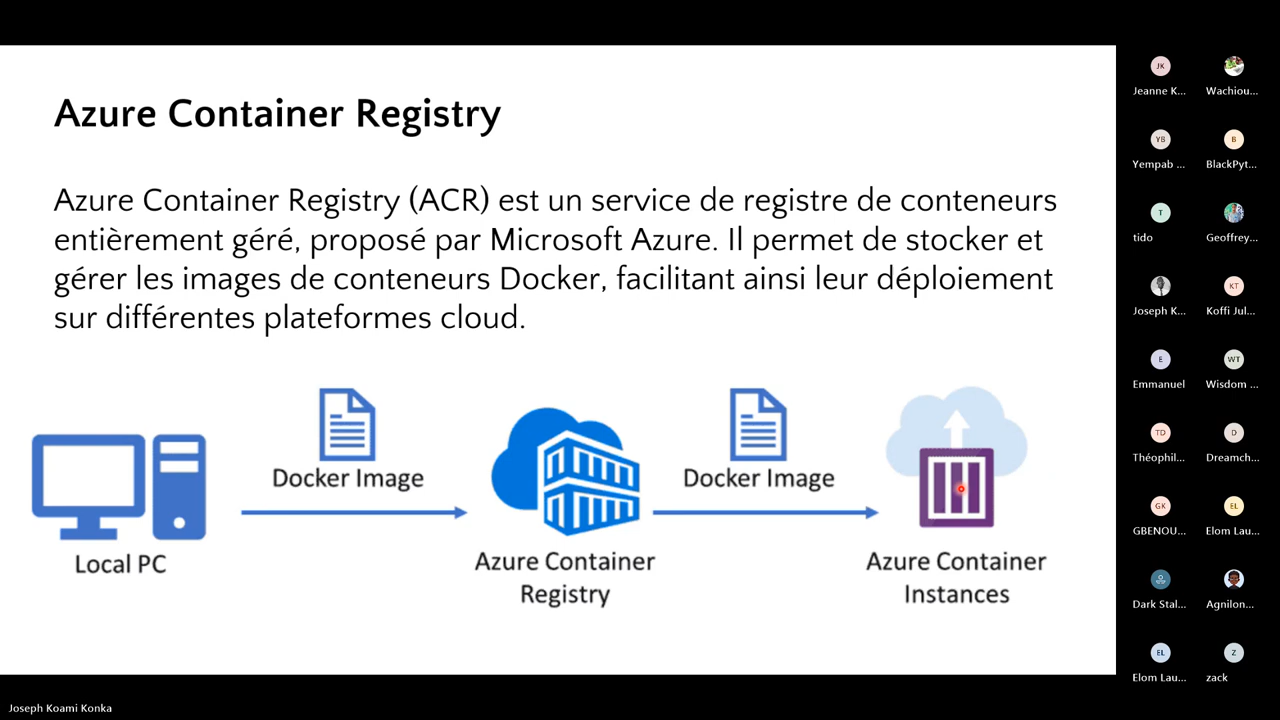 Azure Container Registry
Azure Container Registry (ACR) est un service de registre de conteneurs
entièrement géré, proposé par Microsoft Azure. Il permet de stocker et
gérer les images de conteneurs Docker, facilitant ainsi leur déploiement
sur différentes plateformes cloud.
Docker Image
Docker Image
Local PC
Azure Container
Registry
Azure Container
Instances
JK
Jeanne K...
Wachiou...
YB
Yempab ...
B
BlackPyt...
T
tido
Geoffrey...
Joseph K...
KT
Koffi Jul...
E
Emmanuel
WT
Wisdom ...
TD
Théophil...
D
Dreamch...
GK
GBENOU...
EL
Elom Lau...
Dark Stal...
Agnilon...
EL
Elom Lau...
Z
zack
Joseph Koami Konka